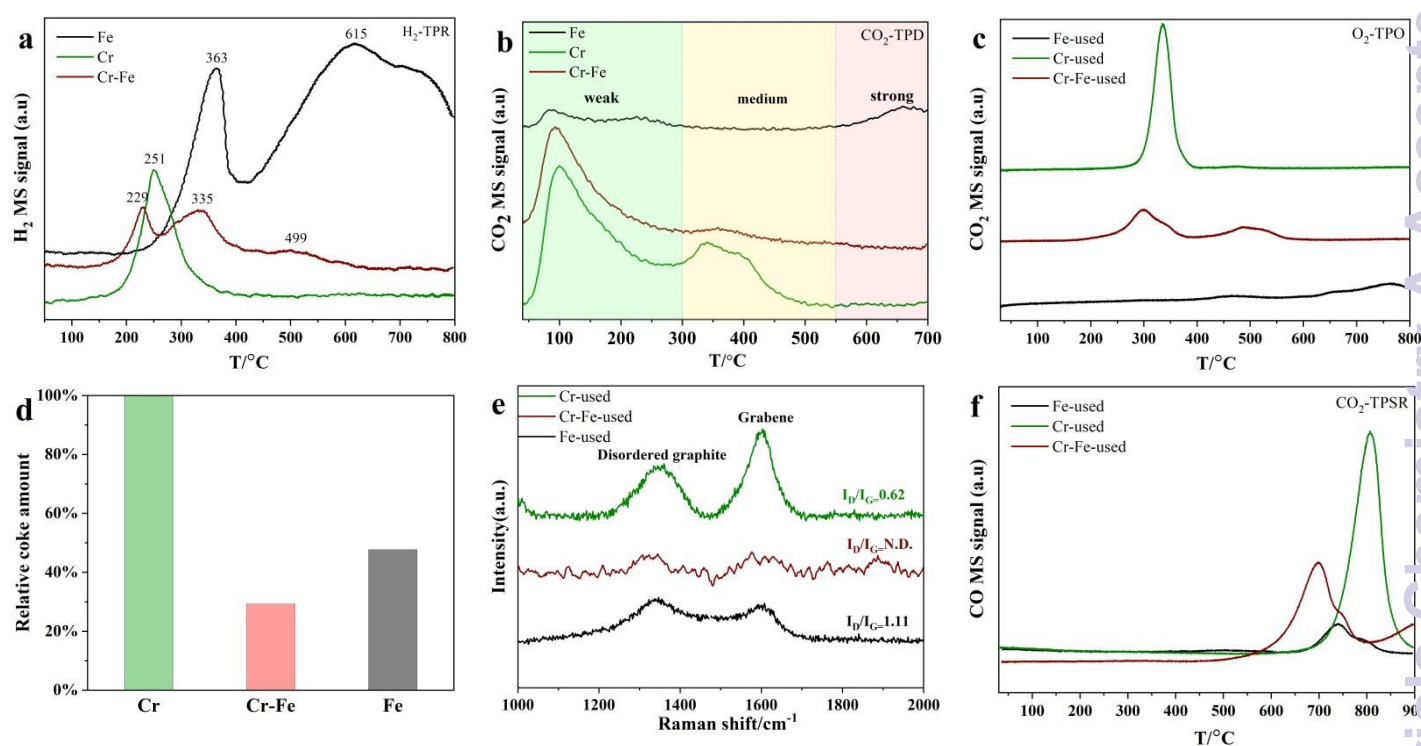 a
H2-TPR
Fe
Cr
Cr-Fe
615
363
251
229
335
499
H2 MS signal (a.u)
100 200 300 400 500 600 700 800
T/°C
b
CO2-TPD
Fe
Cr
Cr-Fe
weak
medium
strong
CO2 MS signal (a.u)
100 200 300 400 500 600 700
T/°C
c
O2-TPO
Fe-used
Cr-used
Cr-Fe-used
CO2 MS signal (a.u)
100 200 300 400 500 600 700 800
T/°C
d
100%
80%
60%
40%
20%
0%
Relative coke amount
Cr Cr-Fe Fe
e
Cr-used
Cr-Fe-used
Fe-used
Grabene
Disordered graphite
ID/IG=0.62
ID/IG=N.D.
ID/IG=1.11
Intensity(a.u.)
1000 1200 1400 1600 1800 2000
Raman shift/cm-1
f
CO2-TPSR
Fe-used
Cr-used
Cr-Fe-used
CO MS signal (a.u)
100 200 300 400 500 600 700 800 90
T/°C